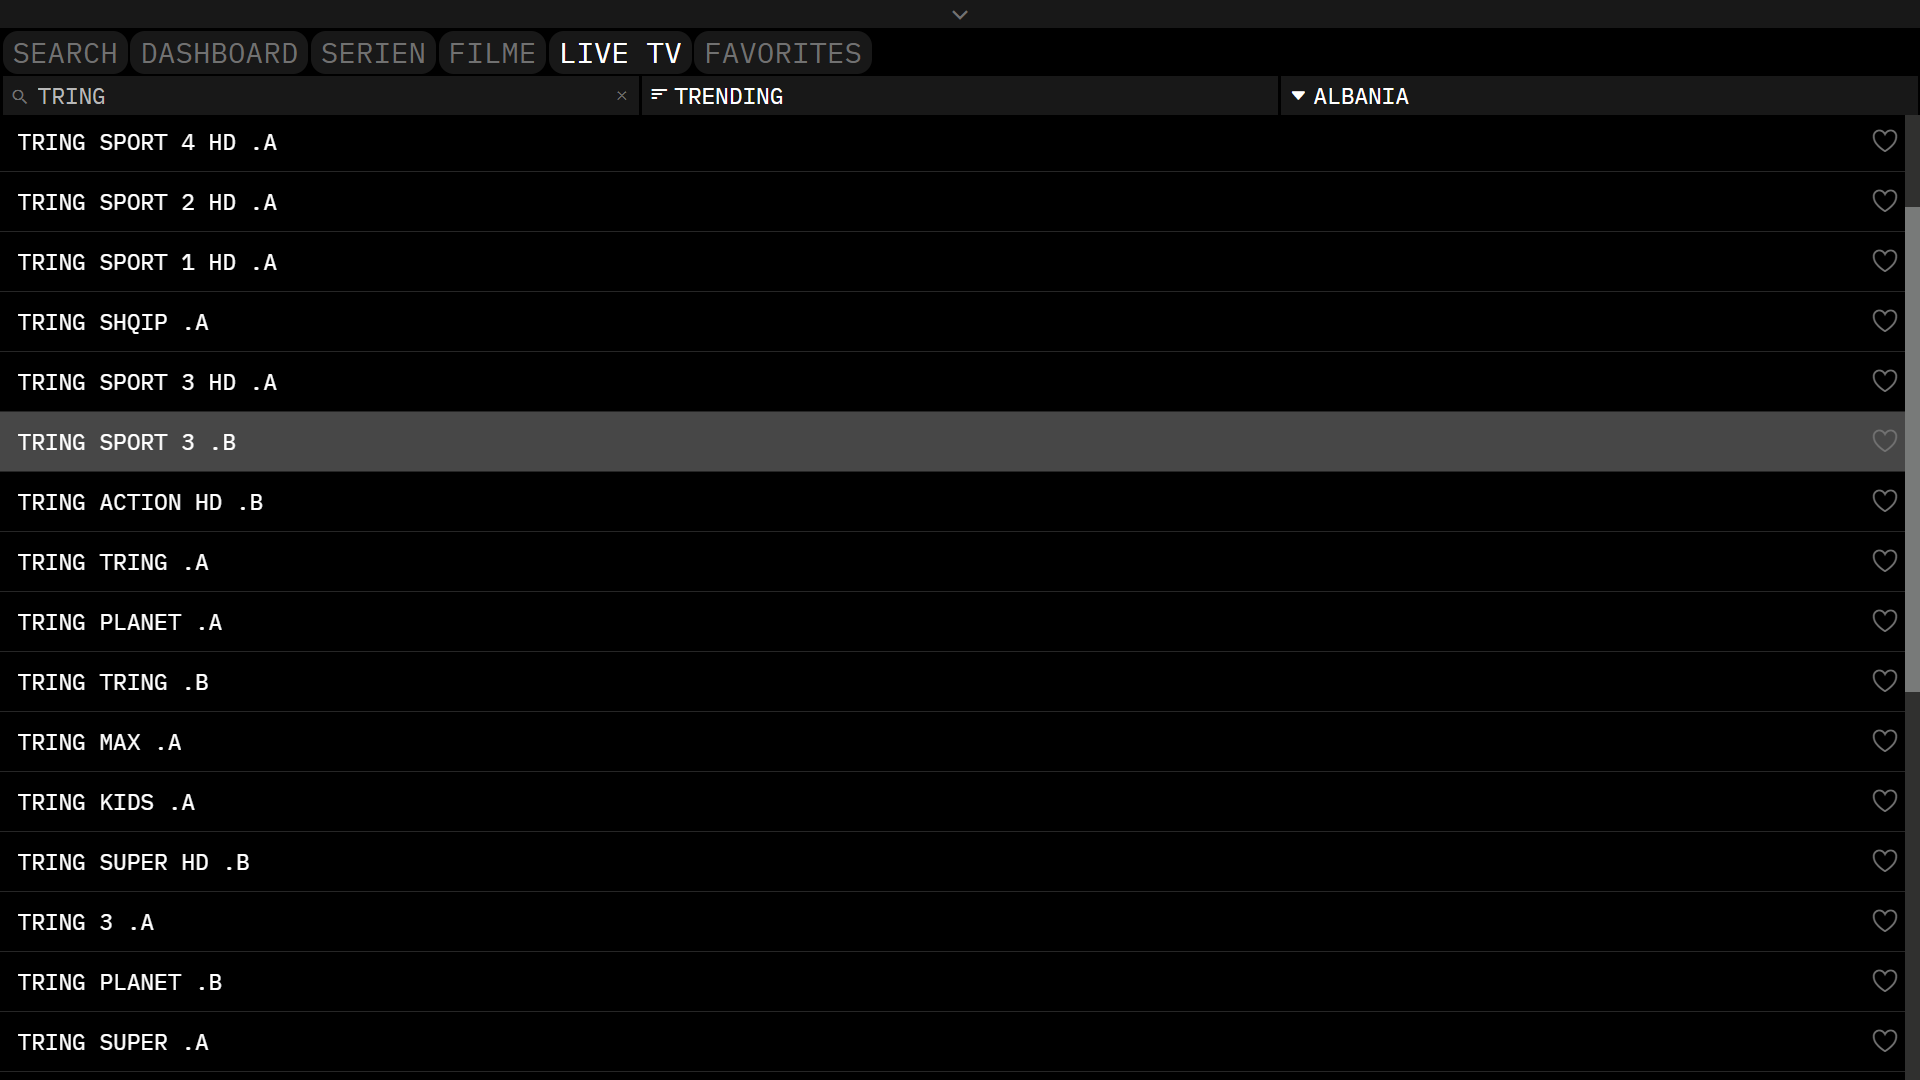 SEARCH DASHBOARD SERIEN FILME LIVE TV FAVORITES
TRING TRENDING ALBANIA
TRING SPORT 4 HD .A
TRING SPORT 2 HD .A
TRING SPORT 1 HD .A
TRING SHQIP .A
TRING SPORT 3 HD .A
TRING SPORT 3 .B
TRING ACTION HD .B
TRING TRING .A
TRING PLANET .A
TRING TRING .B
TRING MAX .A
TRING KIDS .A
TRING SUPER HD .B
TRING 3 .A
TRING PLANET .B
TRING SUPER .A